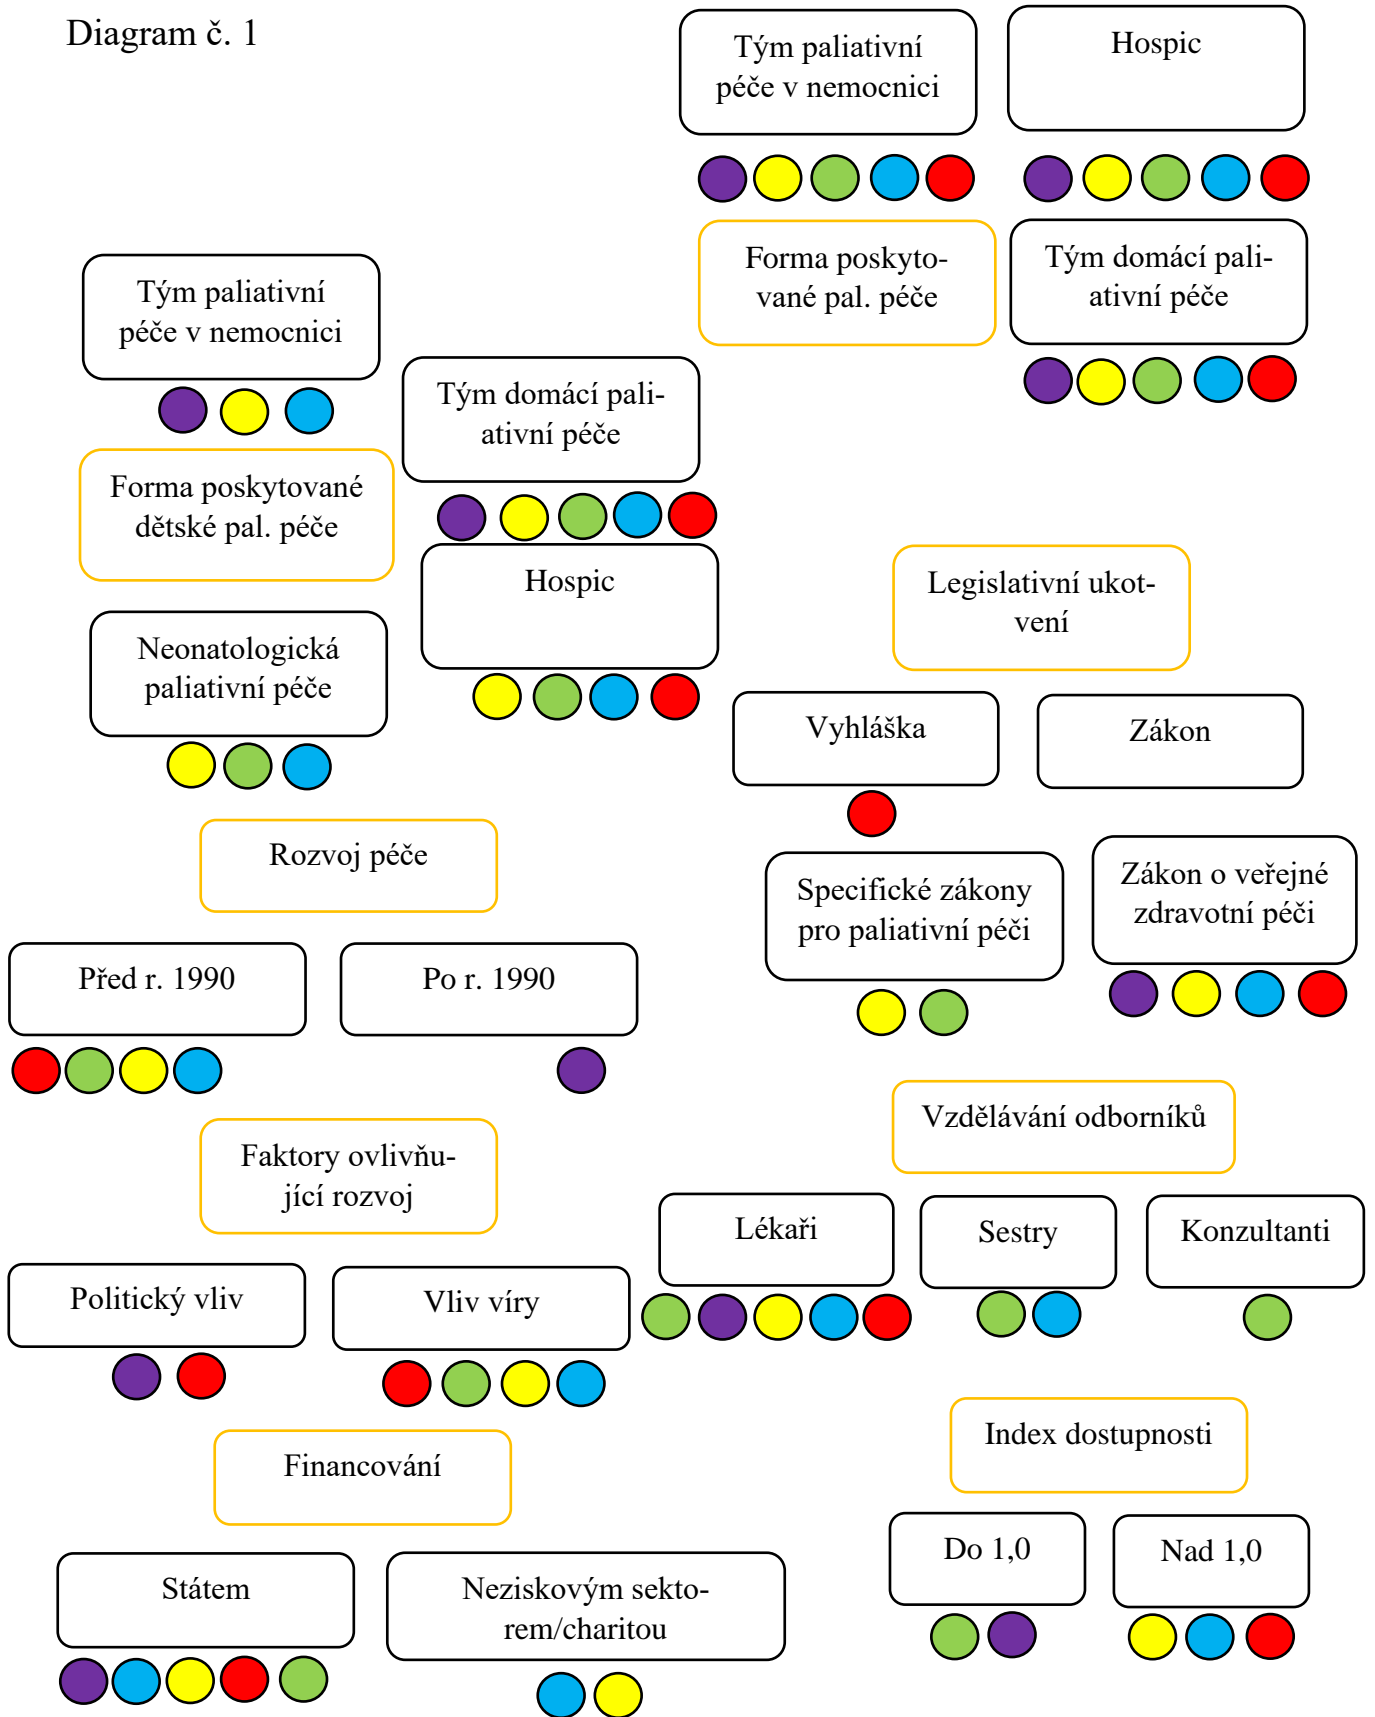 Diagram č. 1
Tým paliativní
péče v nemocnici
Hospic
Forma poskyto-
vané pal. péče
Tým domácí pali-
ativní péče
Tým paliativní
péče v nemocnici
Tým domácí pali-
ativní péče
Forma poskytované
dětské pal. péče
Hospic
Neonatologická
paliativní péče
Legislativní ukot-
vení
Vyhláška
Zákon
Specifické zákony
pro paliativní péči
Zákon o veřejné
zdravotní péči
Rozvoj péče
Před r. 1990
Po r. 1990
Faktory ovlivňu-
jící rozvoj
Politický vliv
Vliv víry
Vzdělávání odborníků
Lékaři
Sestry
Konzultanti
Financování
Státem
Neziskovým sekto-
rem/charitou
Index dostupnosti
Do 1,0
Nad 1,0